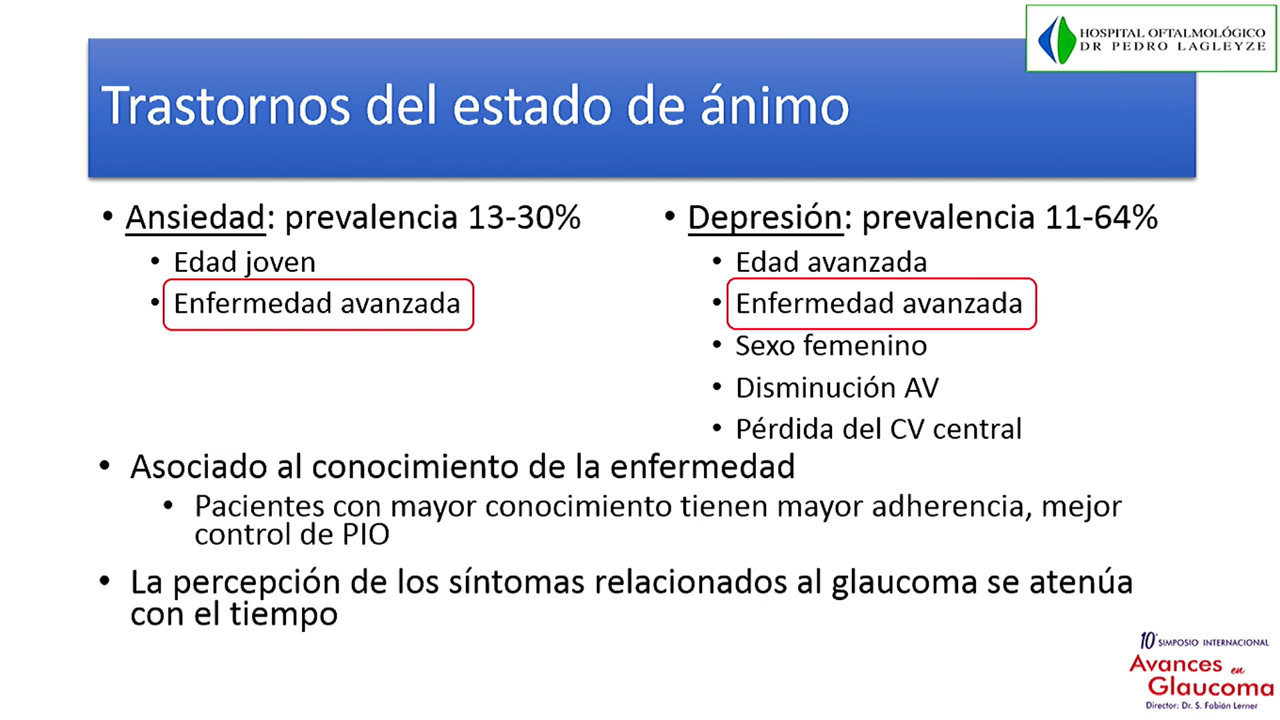 HOSPITAL OFTALMOLÓGICO
DR PEDRO LAGLEYZE
Trastornos del estado de ánimo
• Ansiedad: prevalencia 13-30%
• Edad joven
• Enfermedad avanzada
• Depresión: prevalencia 11-64%
• Edad avanzada
• Enfermedad avanzada
• Sexo femenino
• Disminución AV
• Pérdida del CV central
• Asociado al conocimiento de la enfermedad
• Pacientes con mayor conocimiento tienen mayor adherencia, mejor
control de PIO
• La percepción de los síntomas relacionados al glaucoma se atenúa
con el tiempo
10° SIMPOSIO INTERNACIONAL
Avances en
Glaucoma
Director: Dr. S. Fabián Lerner